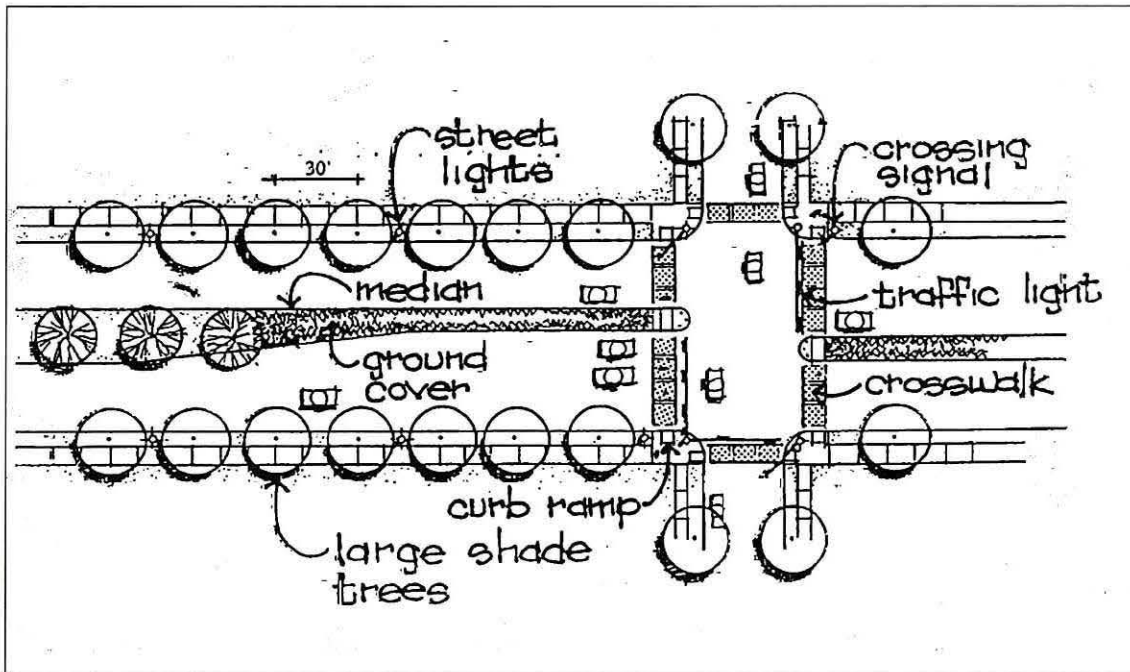 street
lights
30'
crossing
signal
median
traffic light
ground
cover
crosswalk
curb ramp
large shade
trees